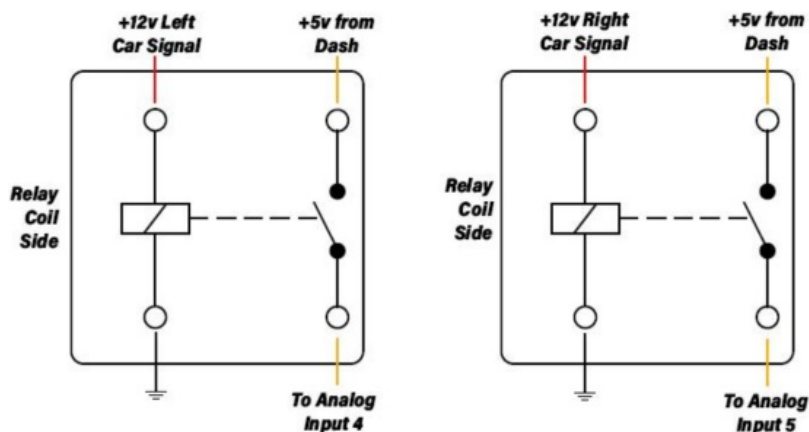 +12v Left
Car Signal
+5v from
Dash
Relay
Coil
Side
To Analog
Input 4
+12v Right
Car Signal
+5v from
Dash
Relay
Coil
Side
To Analog
Input 5